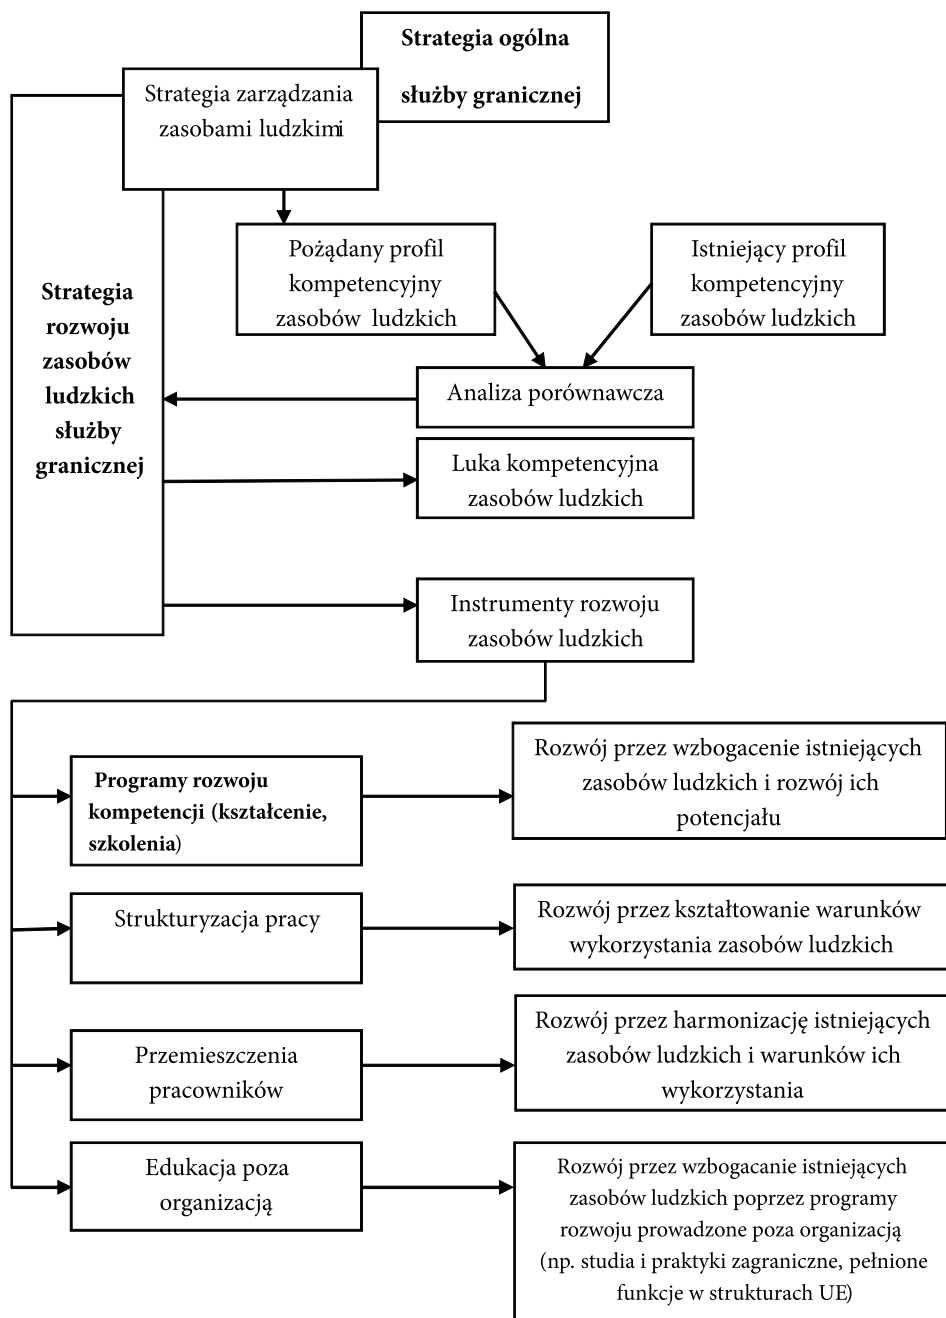 Strategia ogólna
służby granicznej
Strategia zarządzania
zasobami ludzkimi
Pożądany profil
kompetencyjny
zasobów ludzkich
Istniejący profil
kompetencyjny
zasobów ludzkich
Strategia
rozwoju
zasobów
ludzkich
służby
granicznej
Analiza porównawcza
Luka kompetencyjna
zasobów ludzkich
Instrumenty rozwoju
zasobów ludzkich
Programy rozwoju
kompetencji (kształcenie,
szkolenia)
Rozwój przez wzbogacenie istniejących
zasobów ludzkich i rozwój ich
potencjału
Strukturyzacja pracy
Rozwój przez kształtowanie warunków
wykorzystania zasobów ludzkich
Przemieszczenia
pracowników
Rozwój przez harmonizację istniejących
zasobów ludzkich i warunków ich
wykorzystania
Edukacja poza
organizacją
Rozwój przez wzbogacanie istniejących
zasobów ludzkich poprzez programy
rozwoju prowadzone poza organizacją
(np. studia i praktyki zagraniczne, pełnione
funkcje w strukturach UE)